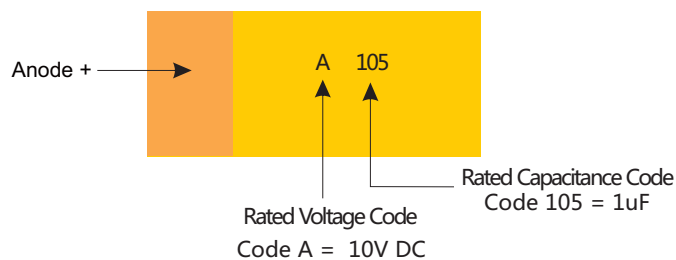 Anode +
A 105
Rated Voltage Code
Code A = 10V DC
Rated Capacitance Code
Code 105 = 1uF